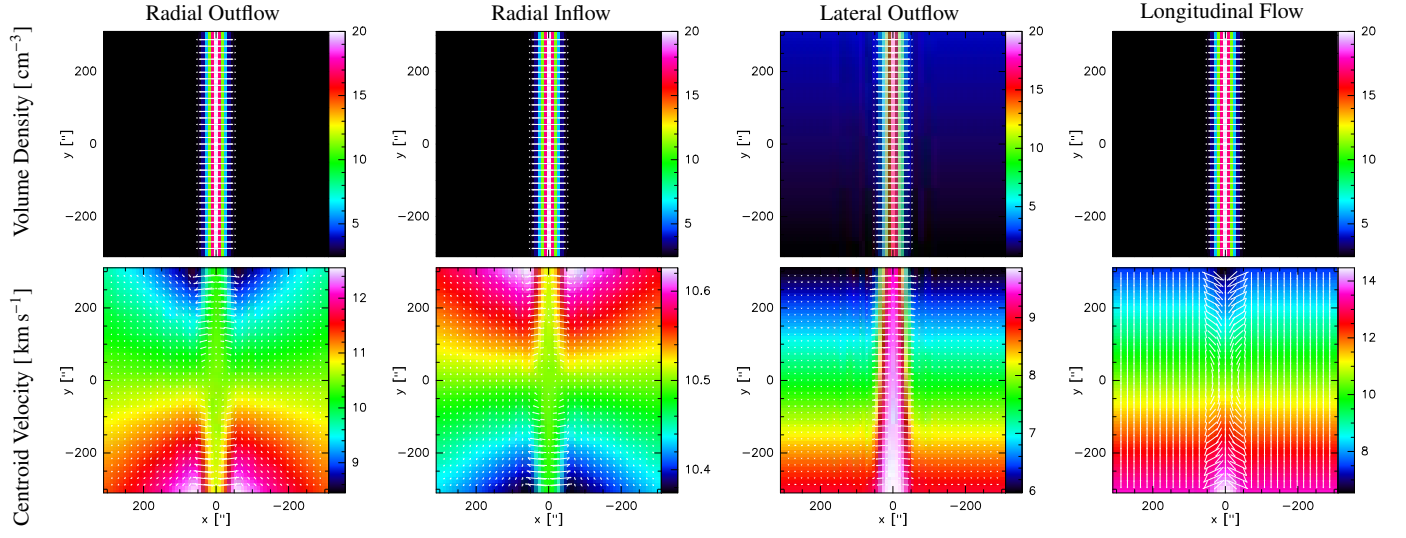 Radial Outflow Radial Inflow Lateral Outflow Longitudinal Flow
Volume Density [ cm−3]
y ["] 200 0 −200 20 15 10 5
y ["] 200 0 −200 20 15 10 5
y ["] 200 0 −200 20 15 10 5
y ["] 200 0 −200 20 15 10 5
Centroid Velocity [ km s−1]
y ["] 200 0 −200 12 11 10 9
200 0 −200
x ["]
y ["] 200 0 −200 10.6 10.5 10.4
200 0 −200
x ["]
y ["] 200 0 −200 9 8 7 6
200 0 −200
x ["]
y ["] 200 0 −200 14 12 10 8
200 0 −200
x ["]